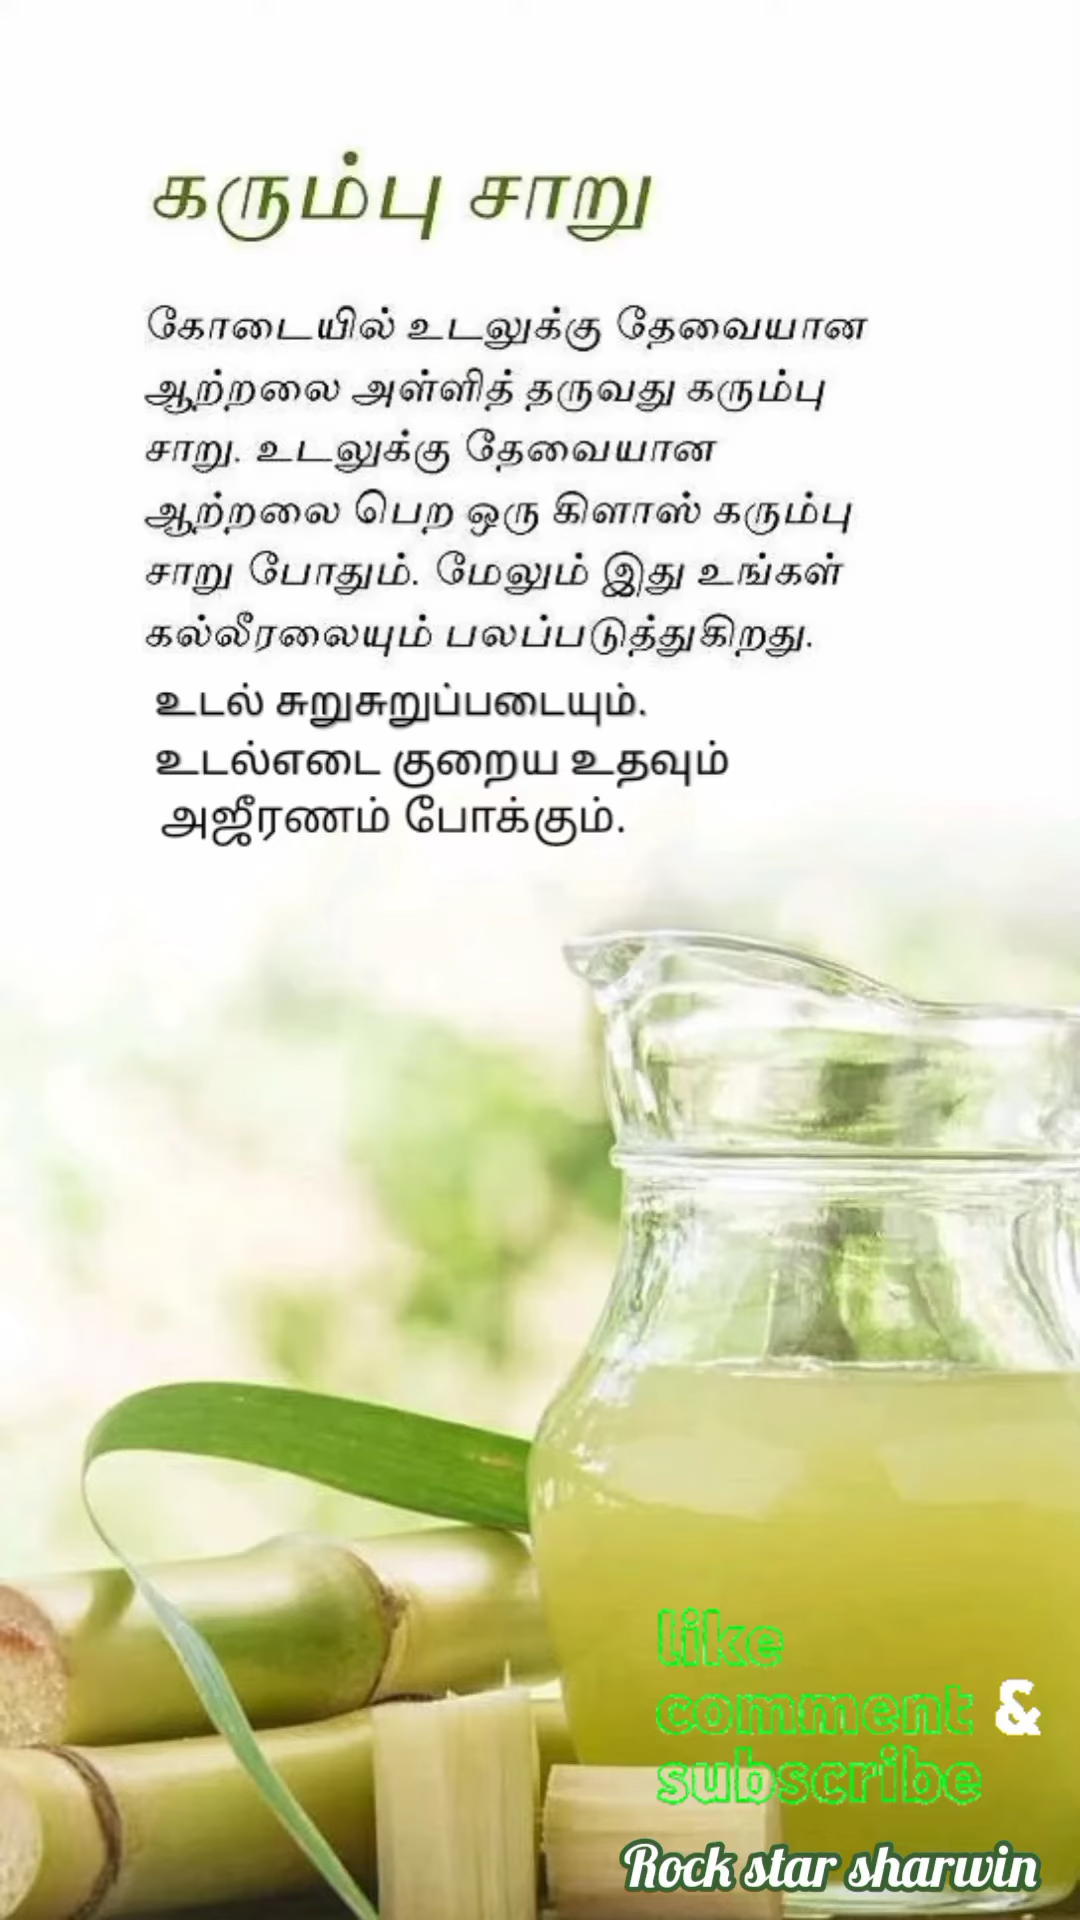 கரும்பு சாறு
கோடையில் உடலுக்கு தேவையான
ஆற்றலை அள்ளித் தருவது கரும்பு
சாறு. உடலுக்கு தேவையான
ஆற்றலை பெற ஒரு கிளாஸ் கரும்பு
சாறு போதும். மேலும் இது உங்கள்
கல்லீரலையும் பலப்படுத்துகிறது.
உடல் சுறுசுறுப்படையும்.
உடல்எடை குறைய உதவும்
அஜீரணம் போக்கும்.
like
comment &
subscribe
Rock star sharwin